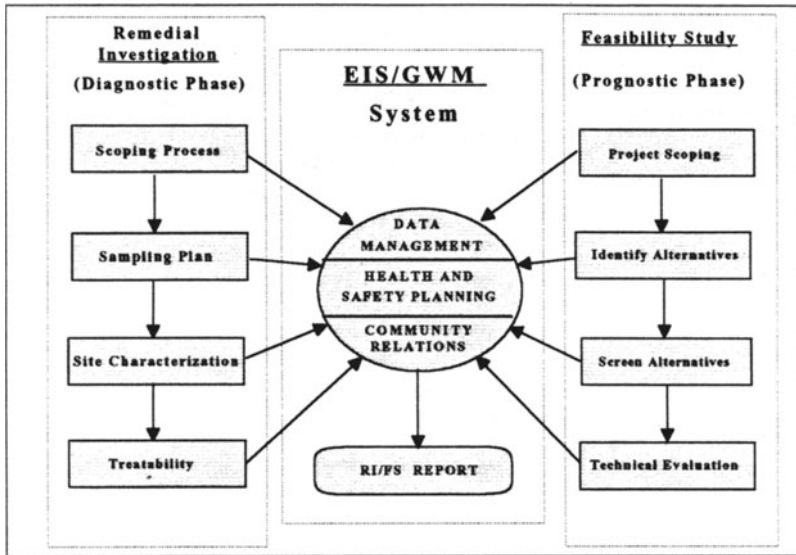 Remedial
Investigation
(Diagnostic Phase)
Scoping Process
Sampling Plan
Site Characterization
Treatability
EIS/GWM
System
DATA
MANAGEMENT
HEALTH AND
SAFETY PLANNING
COMMUNITY
RELATIONS
RI/FS REPORT
Feasibility Study
(Prognostic Phase)
Project Scoping
Identify Alternatives
Screen Alternatives
Technical Evaluation